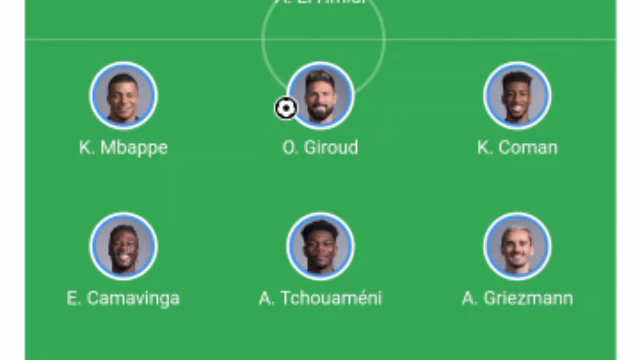 K. Mbappe
O. Giroud
K. Coman
E. Camavinga
A. Tchouaméni
A. Griezmann